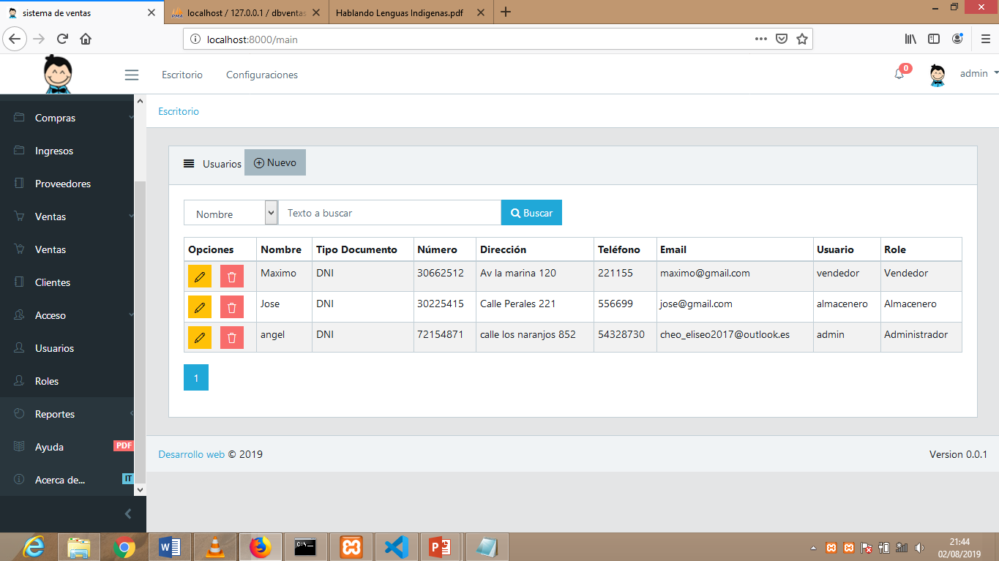 sistema de ventas
localhost / 127.0.0.1 / dbventas
Hablando Lenguas Indigenas.pdf
localhost:8000/main
Escritorio
Configuraciones
0
admin
Compras
Ingresos
Proveedores
Ventas
Ventas
Clientes
Acceso
Usuarios
Roles
Reportes
Ayuda PDF
Acerca de... IT
Escritorio
Usuarios
Nuevo
Nombre
Texto a buscar
Buscar
Opciones Nombre Tipo Documento Número Dirección Teléfono Email Usuario Role
Maximo DNI 30662512 Av la marina 120 221155 maximo@gmail.com vendedor Vendedor
Jose DNI 30225415 Calle Perales 221 556699 jose@gmail.com almacenero Almacenero
angel DNI 72154871 calle los naranjos 852 54328730 cheo_eliseo2017@outlook.es admin Administrador
1
Desarrollo web © 2019
Version 0.0.1
21:44
02/08/2019